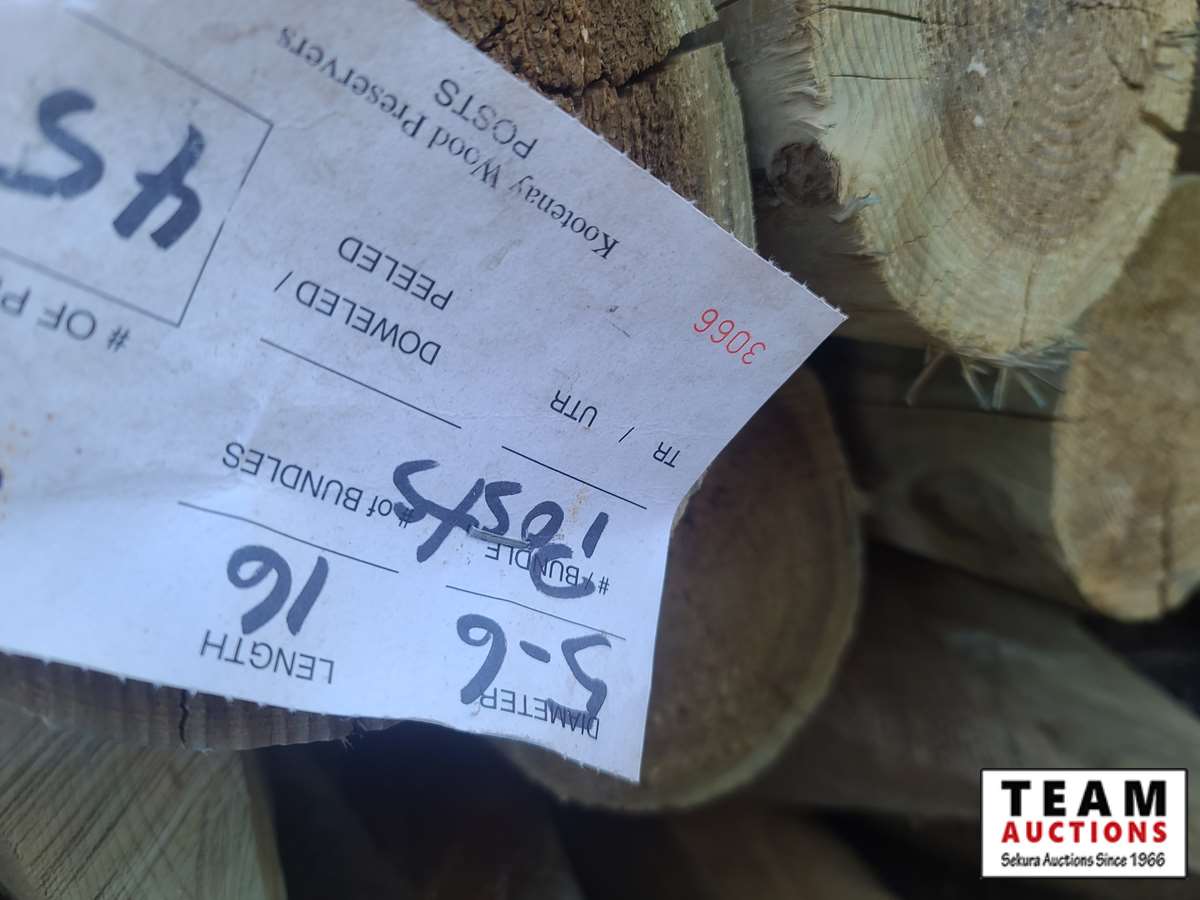 3066
Kootenay Wood Preservers
POSTS
TR / UTR
DOWELED /
PEELED
45
# / BUNDLE
# of BUNDLES
Posts
DIAMETER
5-6
LENGTH
16
TEAM
AUCTIONS
Sekura Auctions Since 1966